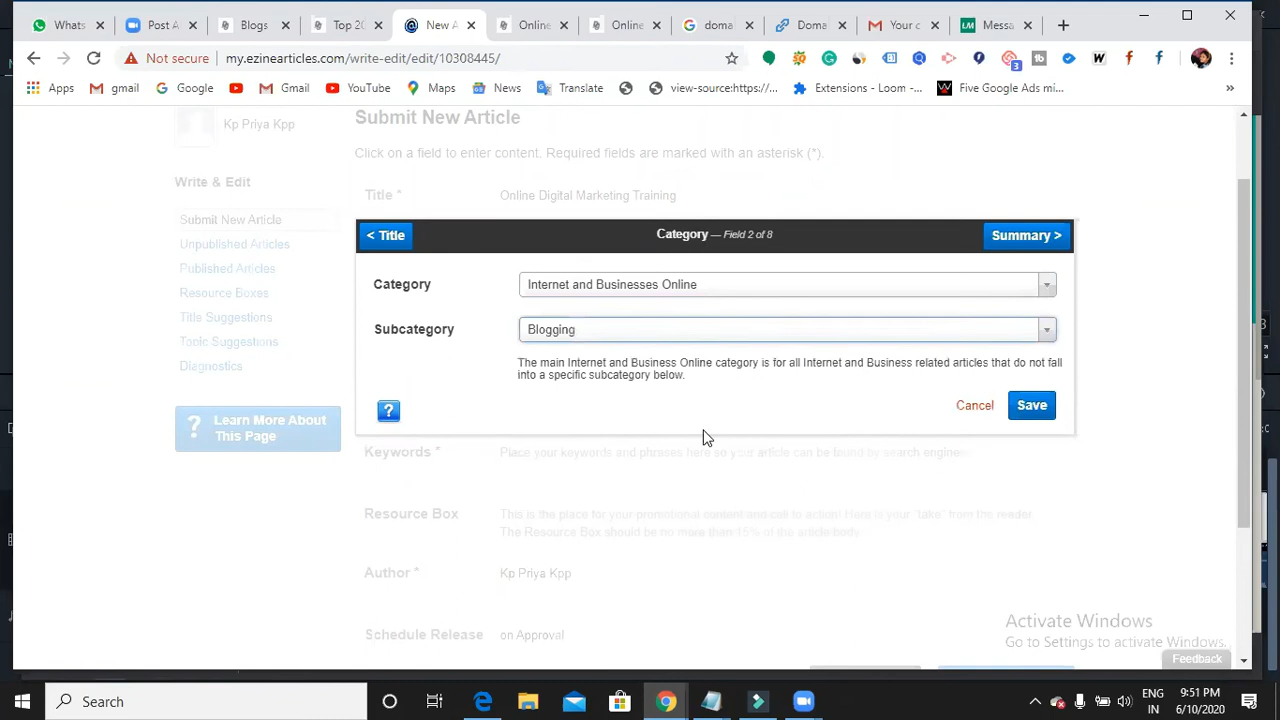 Whats
Post A
Blogs
Top 20
New A
Online
Online
doma
Doma
Your c
Messa
Not secure
my.ezinearticles.com/write-edit/edit/10308445/
3
Apps
gmail
Google
Gmail
YouTube
Maps
News
Translate
view-source:https://...
Extensions - Loom -...
Five Google Ads mi...
Kp Priya Kpp
Submit New Article
Click on a field to enter content. Required fields are marked with an asterisk (*).
Write & Edit
Title *
Online Digital Marketing Training
Submit New Article
Unpublished Articles
Published Articles
Resource Boxes
Title Suggestions
Topic Suggestions
Diagnostics
? Learn More About
This Page
< Title
Category — Field 2 of 8
Summary >
Category
Internet and Businesses Online
Subcategory
Blogging
The main Internet and Business Online category is for all Internet and Business related articles that do not fall
into a specific subcategory below.
?
Cancel
Save
Keywords *
Place your keywords and phrases here so your article can be found by search engines
Resource Box
This is the place for your promotional content and call to action! Here is your "take" from the reader.
The Resource Box should be no more than 15% of the article body
Author *
Kp Priya Kpp
Schedule Release
on Approval
Activate Windows
Go to Settings to activate Windows.
Feedback
Search
ENG
IN
9:51 PM
6/10/2020